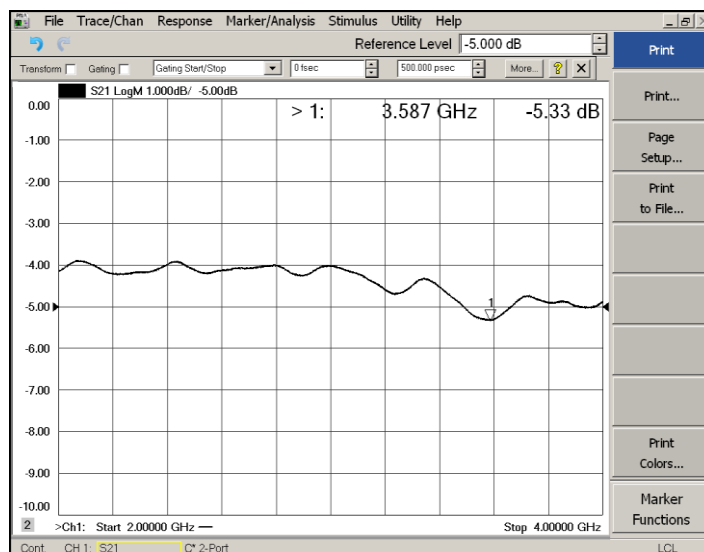 File Trace/Chan Response Marker/Analysis Stimulus Utility Help
Reference Level -5.000 dB
Transform Gating Gating Start/Stop 0 fsec 500.000 psec More... ? X
S21 LogM 1.000dB/ -5.00dB
> 1: 3.587 GHz -5.33 dB
0.00
-1.00
-2.00
-3.00
-4.00
-5.00
-6.00
-7.00
-8.00
-9.00
-10.00
1
2 >Ch1: Start 2.00000 GHz — Stop 4.00000 GHz
Cont. CH 1: S21 C* 2-Port LCL
Print
Print...
Page
Setup...
Print
to File...
Print
Colors...
Marker
Functions